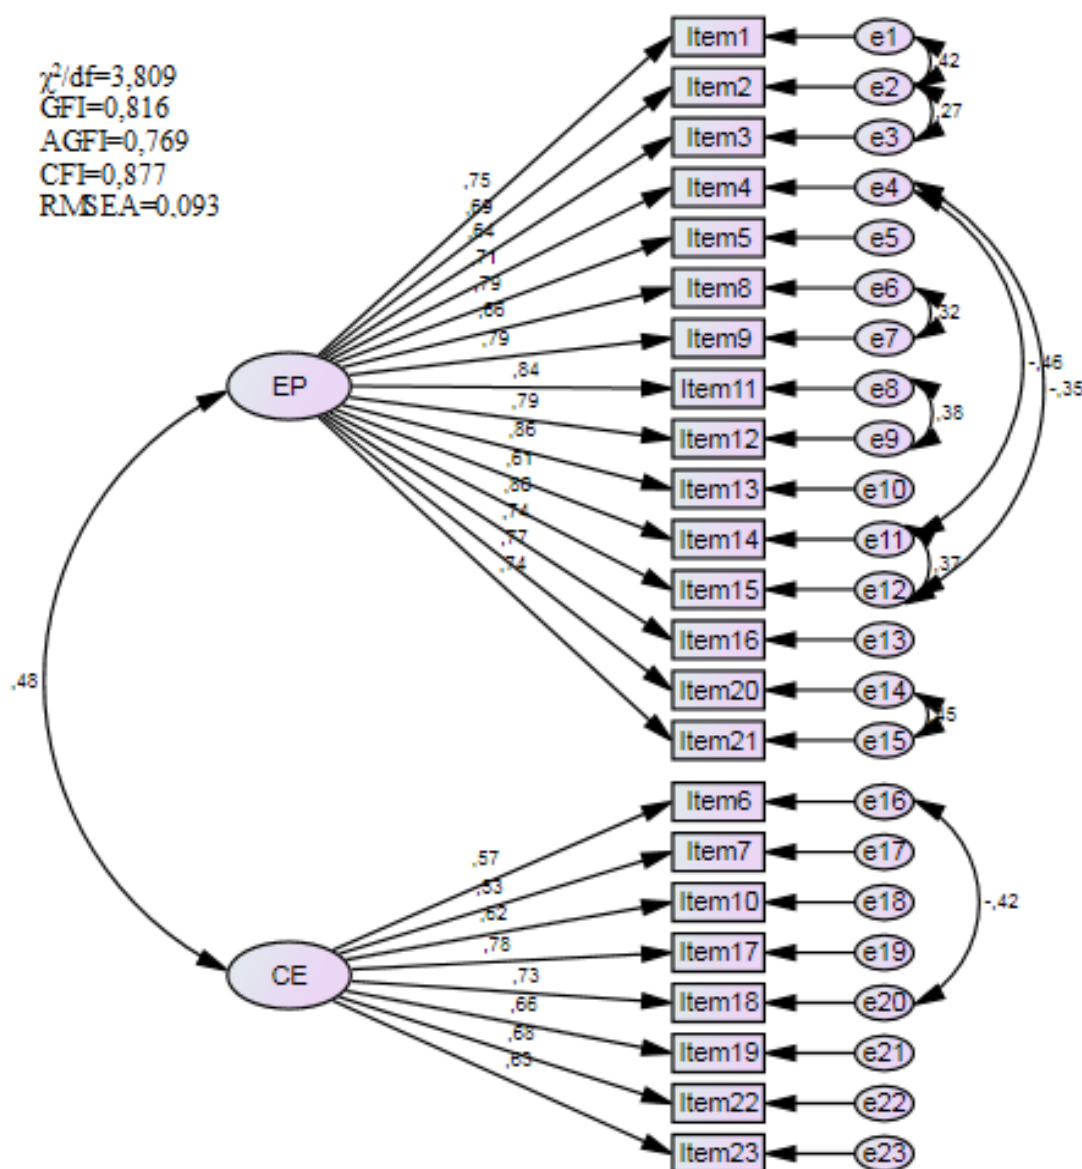 χ²/df=3,809
GFI=0,816
AGFI=0,769
CFI=0,877
RMSEA=0,093
Item1 e1
,42
Item2 e2
,27
Item3 e3
,75
Item4 e4
,69
,64
Item5 e5
,71
,79
Item8 e6
,66
,32
,79
Item9 e7
-,46
,84
EP
Item11 e8
-,35
,79
,38
,86
Item12 e9
,61
Item13 e10
,74
Item14 e11
,77
,74
,37
Item15 e12
Item16 e13
,48
Item20 e14
Item21 e15
Item6 e16
,57
Item7 e17
,53
,62
Item10 e18
-,42
,78
Item17 e19
CE
,73
Item18 e20
,66
,68
Item19 e21
,63
Item22 e22
Item23 e23